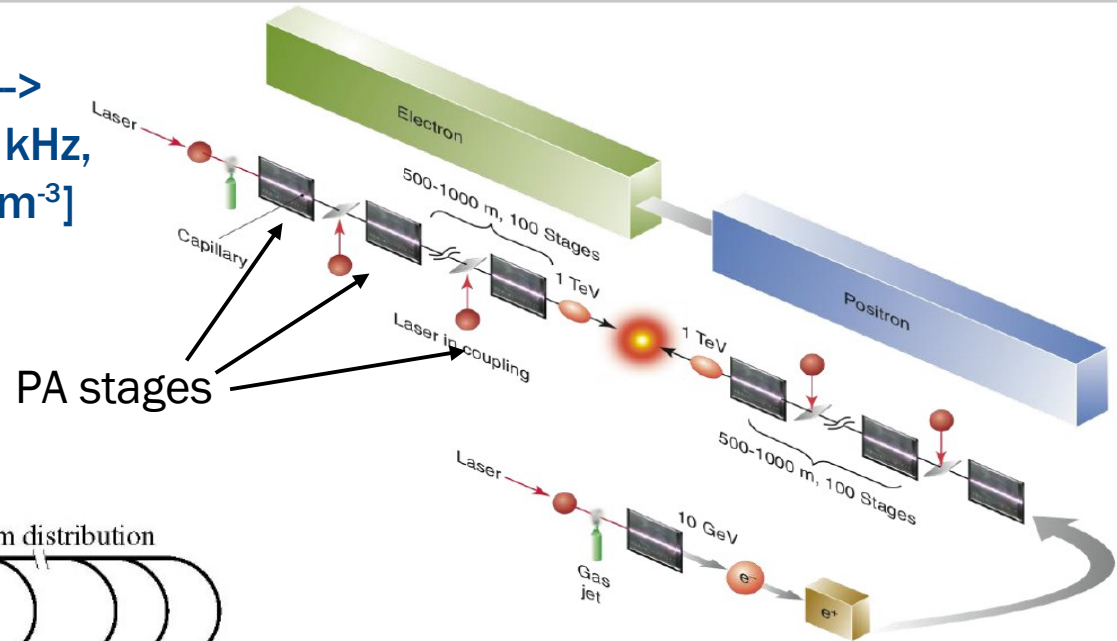 -->
kHz,
m-3]
Electron
Laser
500-1000 m, 100 Stages
Capillary
1 TeV
Positron
Laser in coupling
1 TeV
PA stages
500-1000 m, 100 Stages
Laser
10 GeV
Gas
jet
e-
e+
m distribution